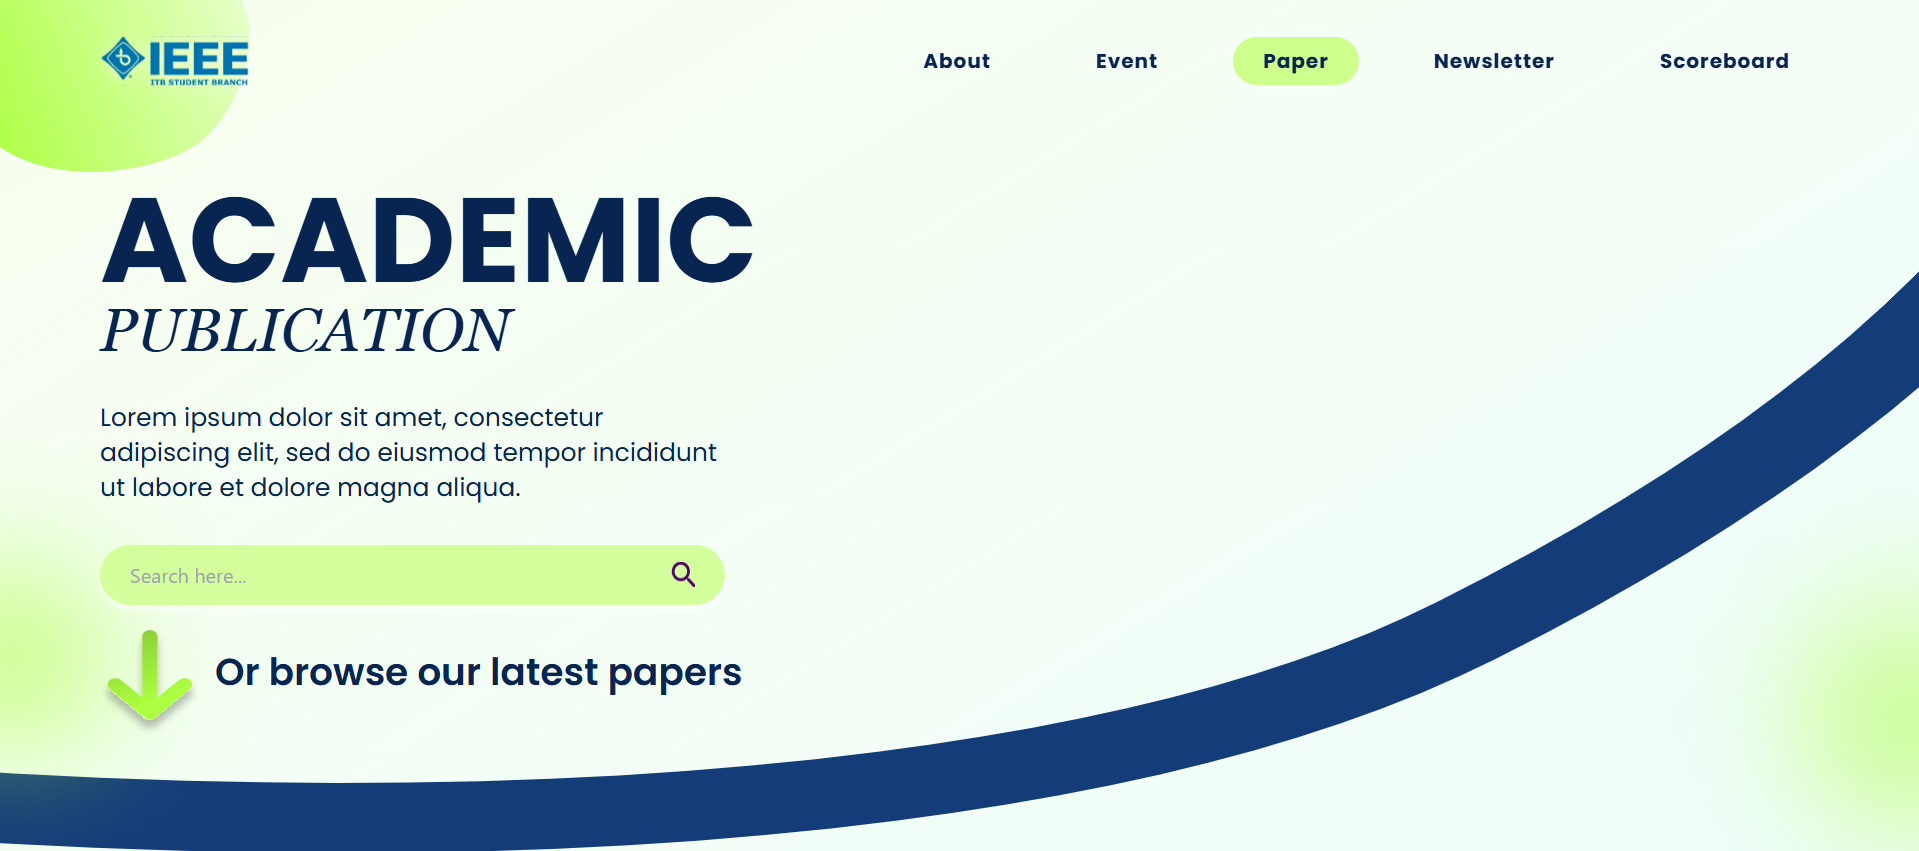 IEEE
ITB STUDENT BRANCH
About
Event
Paper
Newsletter
Scoreboard
ACADEMIC
PUBLICATION
Lorem ipsum dolor sit amet, consectetur
adipiscing elit, sed do eiusmod tempor incididunt
ut labore et dolore magna aliqua.
Search here...
Or browse our latest papers